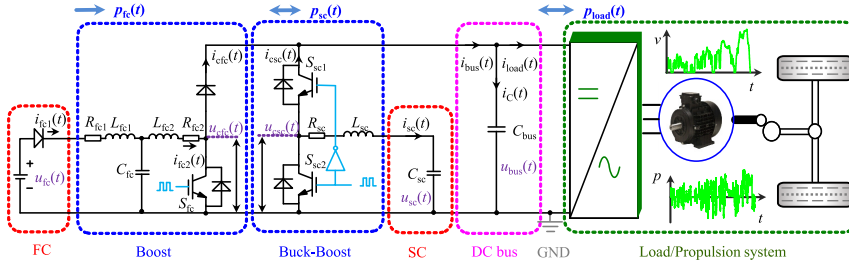 p_fc(t)
p_sc(t)
p_load(t)
i_cfc(t)
i_csc(t)
S_sc1
i_bus(t)
i_load(t)
v
t
i_fc1(t)
R_fc1
L_fc1
L_fc2
R_fc2
u_cfc(t)
u_csc(t)
R_sc
L_sc
i_sc(t)
i_C(t)
C_bus
+
−
u_fc(t)
C_fc
i_fc2(t)
S_fc
S_sc2
C_sc
u_sc(t)
u_bus(t)
p
t
FC
Boost
Buck-Boost
SC
DC bus
GND
Load/Propulsion system